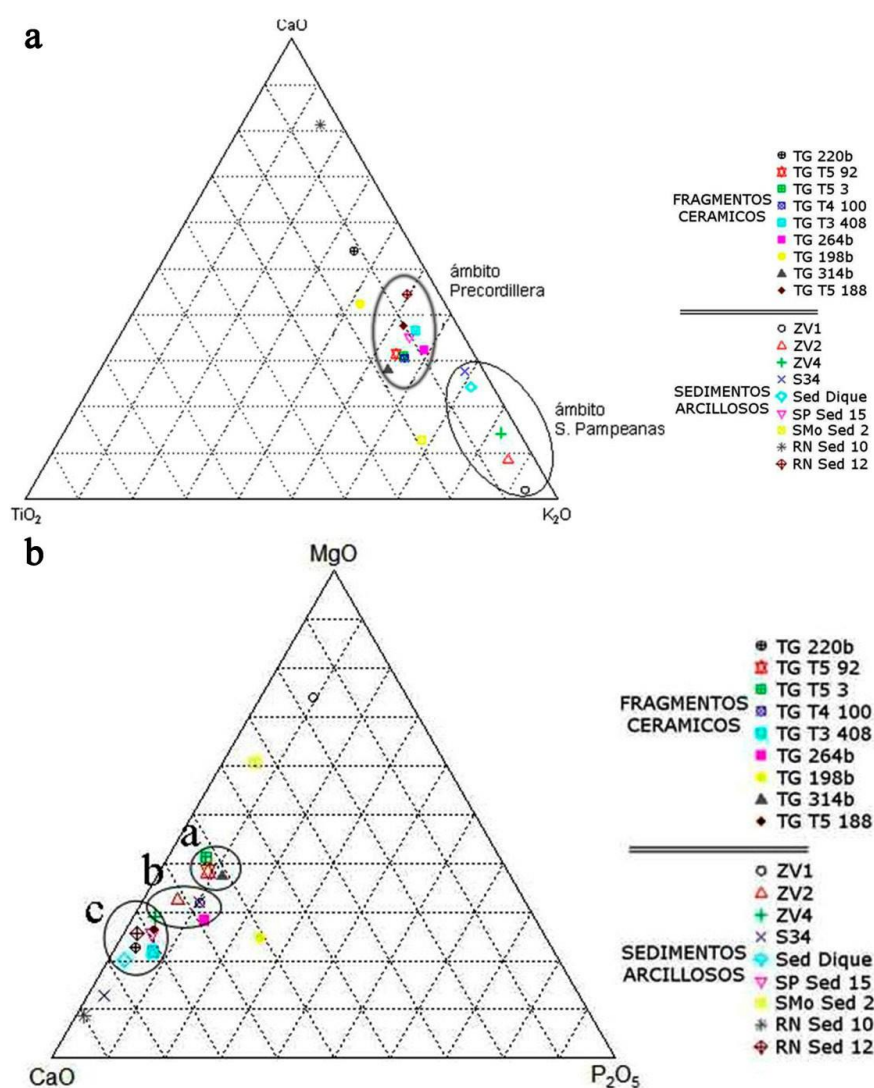 a
CaO
TiO₂
K₂O
ámbito
Precordillera
ámbito
S. Pampeanas
FRAGMENTOS
CERAMICOS
TG 220b
TG T5 92
TG T5 3
TG T4 100
TG T3 408
TG 264b
TG 198b
TG 314b
TG T5 188
SEDIMENTOS
ARCILLOSOS
ZV1
ZV2
ZV4
S34
Sed Dique
SP Sed 15
SMo Sed 2
RN Sed 10
RN Sed 12
b
MgO
a
b
c
CaO
P₂O₅
FRAGMENTOS
CERAMICOS
TG 220b
TG T5 92
TG T5 3
TG T4 100
TG T3 408
TG 264b
TG 198b
TG 314b
TG T5 188
SEDIMENTOS
ARCILLOSOS
ZV1
ZV2
ZV4
S34
Sed Dique
SP Sed 15
SMo Sed 2
RN Sed 10
RN Sed 12